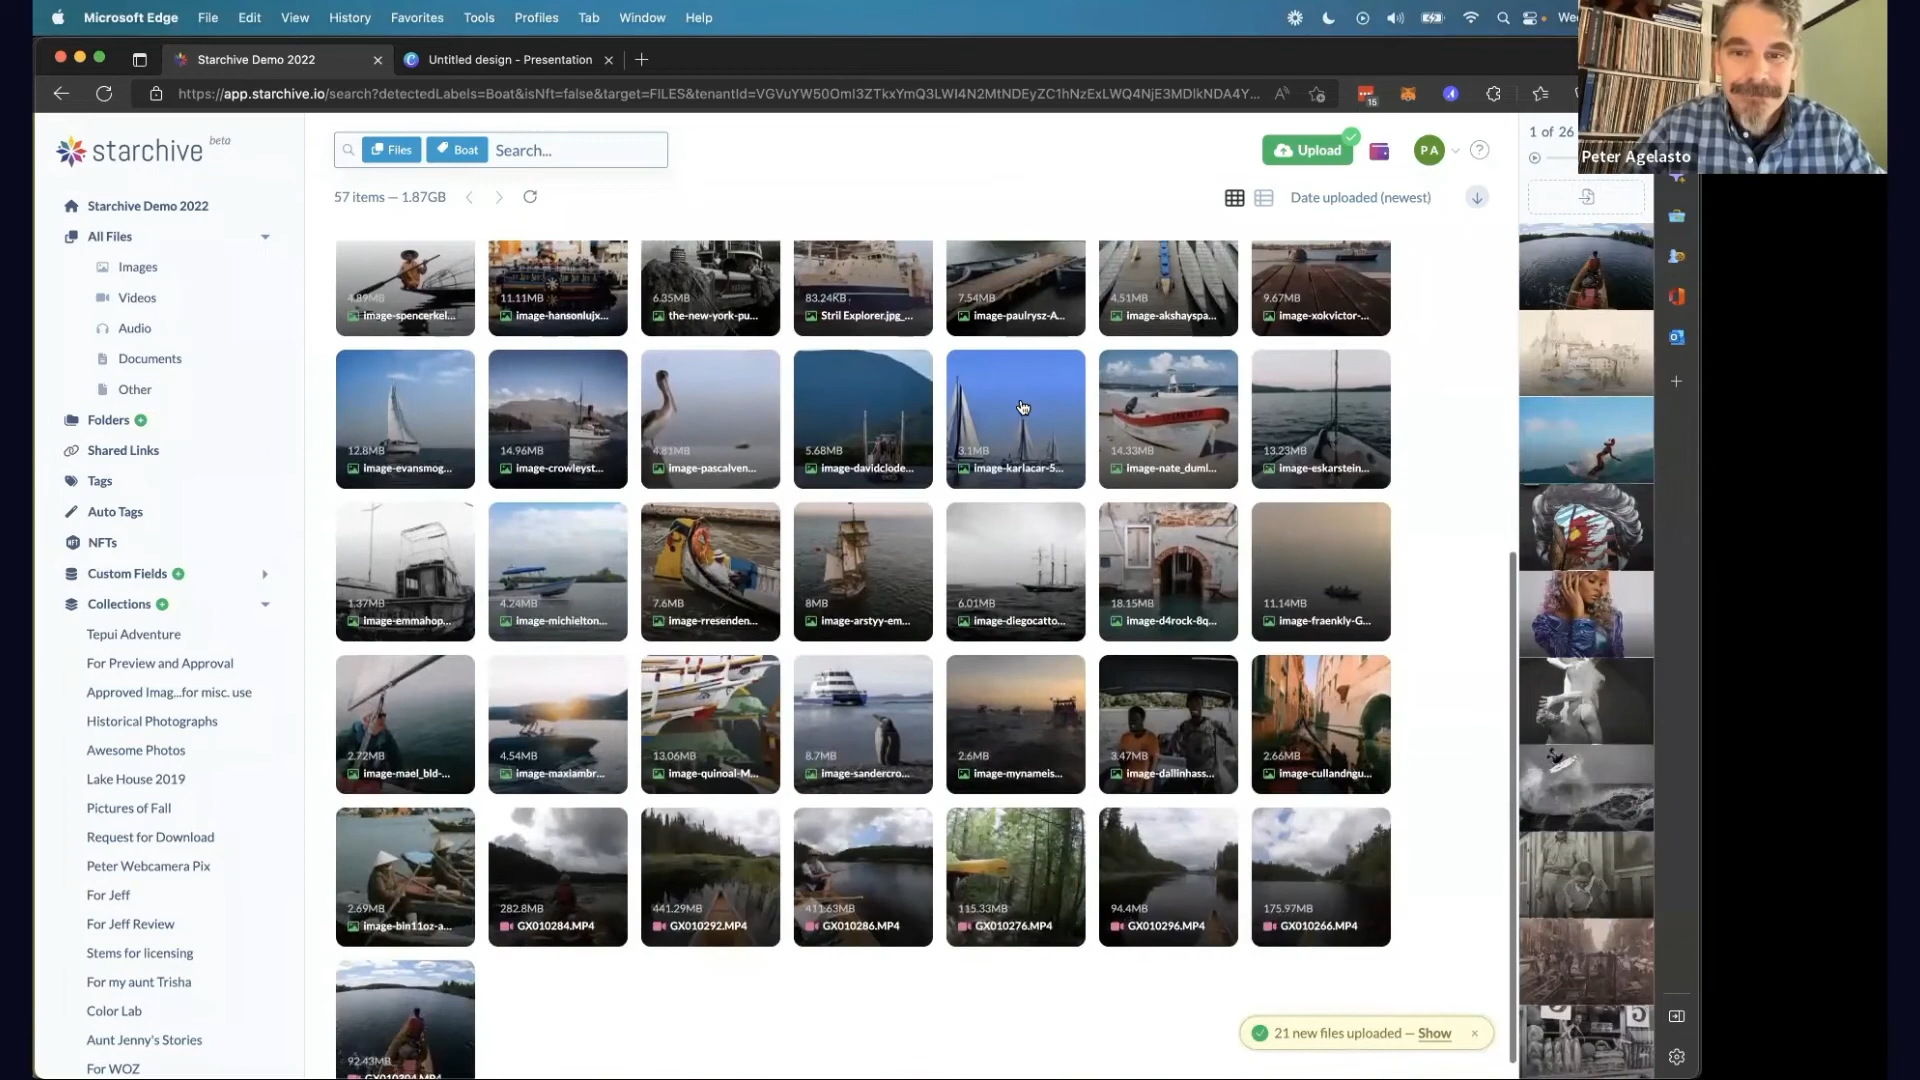 Microsoft Edge File Edit View History Favorites Tools Profiles Tab Window Help
Starchive Demo 2022
Untitled design - Presentation
https://app.starchive.io/search?detectedLabels=Boat&isNft=false&target=FILES&tenantId=
15
starchive beta
Files Boat Search...
Upload
PA
1 of 26
Peter Agelasto
57 items — 1.87GB
Date uploaded (newest)
Starchive Demo 2022
All Files
Images
Videos
Audio
Documents
Other
Folders
Shared Links
Tags
Auto Tags
NFTs
Custom Fields
Collections
Tepui Adventure
For Preview and Approval
Approved Imag...for misc. use
Historical Photographs
Awesome Photos
Lake House 2019
Pictures of Fall
Request for Download
Peter Webcamera Pix
For Jeff
For Jeff Review
Stems for licensing
For my aunt Trisha
Color Lab
Aunt Jenny's Stories
For WOZ
4.89MB 11.11MB 6.35MB 83.24KB 7.54MB 4.51MB 9.67MB
image-spencerkel... image-hansonlujx... the-new-york-pu... Stril Explorer.jpg_... image-paulrysz-A... image-akshayspa... image-xokvictor-...
12.8MB 14.96MB 4.81MB 5.68MB 3.1MB 14.33MB 13.23MB
image-evansmog... image-crowleyst... image-pascalven... image-davidclode... image-karlacar-5... image-nate_duml... image-eskarstein...
1.37MB 4.24MB 7.6MB 8MB 6.01MB 18.15MB 11.14MB
image-emmahop... image-michielton... image-rresenden... image-arstyy-em... image-diegocatto... image-d4rock-8q... image-fraenkly-G...
2.72MB 4.54MB 13.06MB 8.7MB 2.6MB 3.47MB 2.66MB
image-mael_bld-... image-maxiambr... image-quinoal-M... image-sandercro... image-mynameis... image-dallinhass... image-cullandngu...
2.69MB 282.8MB 441.29MB 411.63MB 115.33MB 94.4MB 175.97MB
image-bin11oz-a... GX010284.MP4 GX010292.MP4 GX010286.MP4 GX010276.MP4 GX010296.MP4 GX010266.MP4
92.43MB
21 new files uploaded — Show